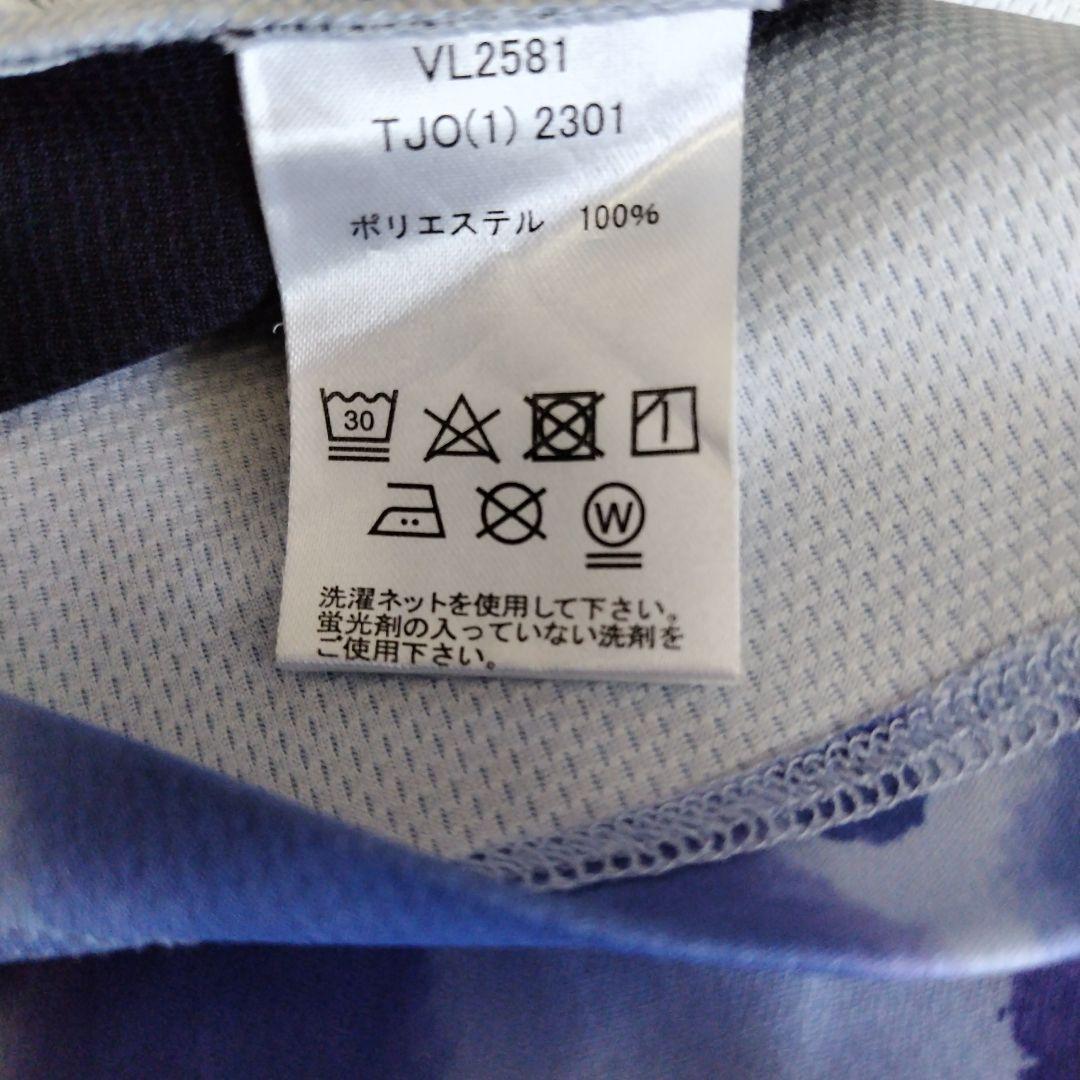 VL2581
TJO(1) 2301
ポリエステル 100%
30
W
洗濯ネットを使用して下さい。
蛍光剤の入っていない洗剤を
ご使用下さい。